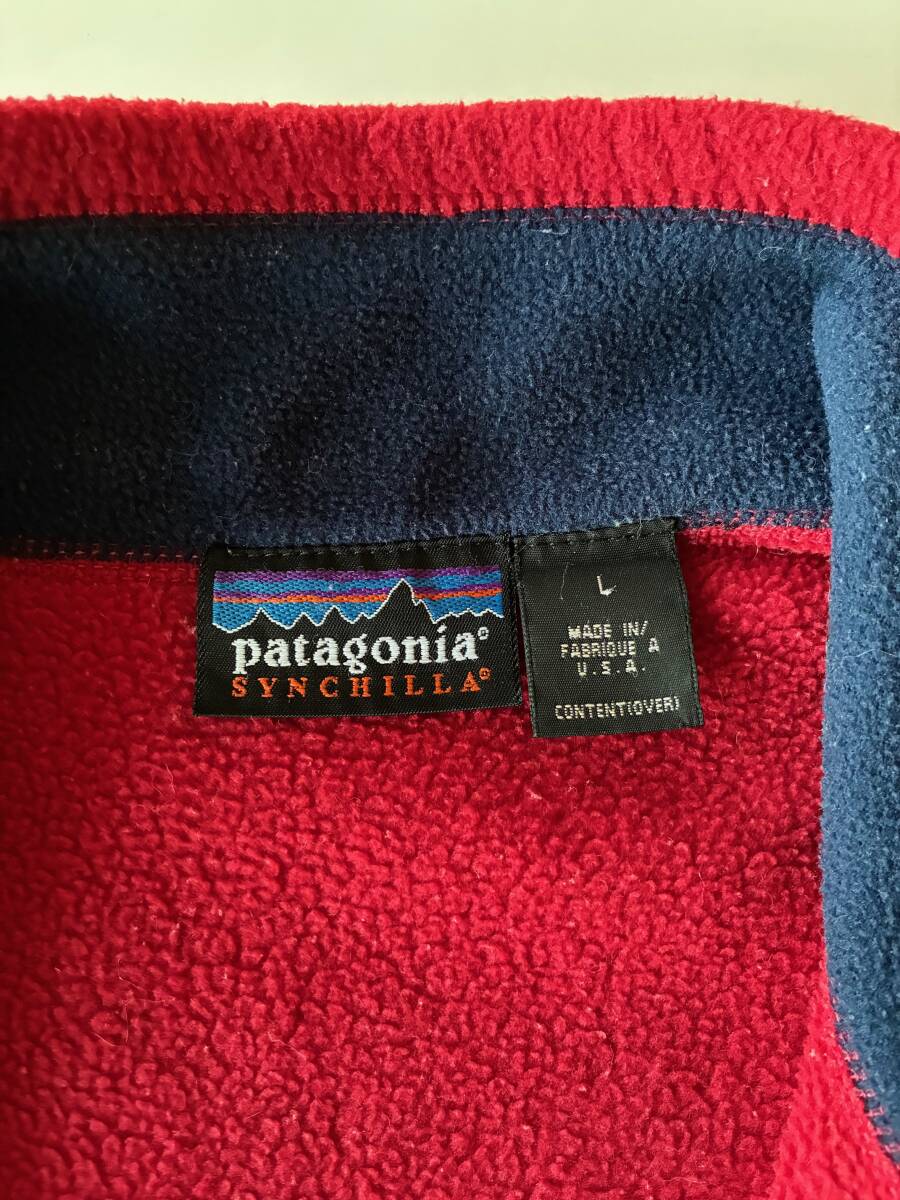 patagonia®
SYNCHILLA®
L
MADE IN/
FABRIQUE A
U.S.A.
CONTENT(OVER)